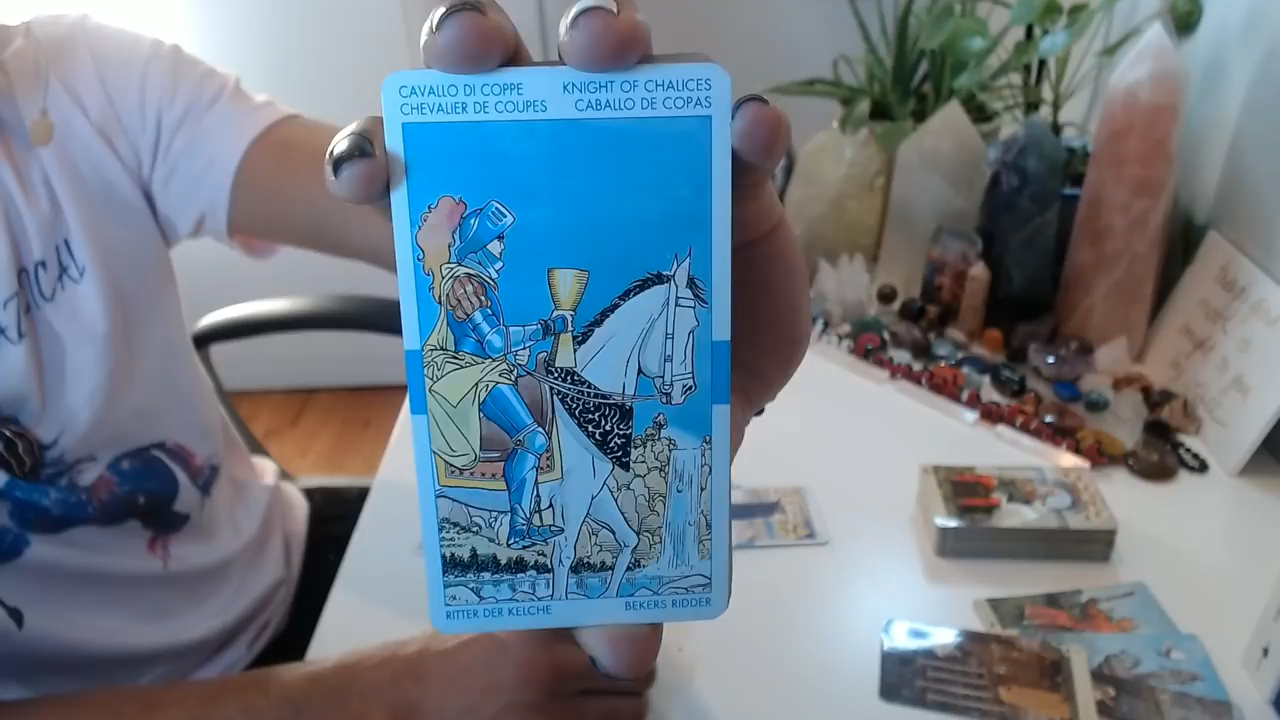 CAVALLO DI COPPE
CHEVALIER DE COUPES
KNIGHT OF CHALICES
CABALLO DE COPAS
RITTER DER KELCHE
BEKERS RIDDER